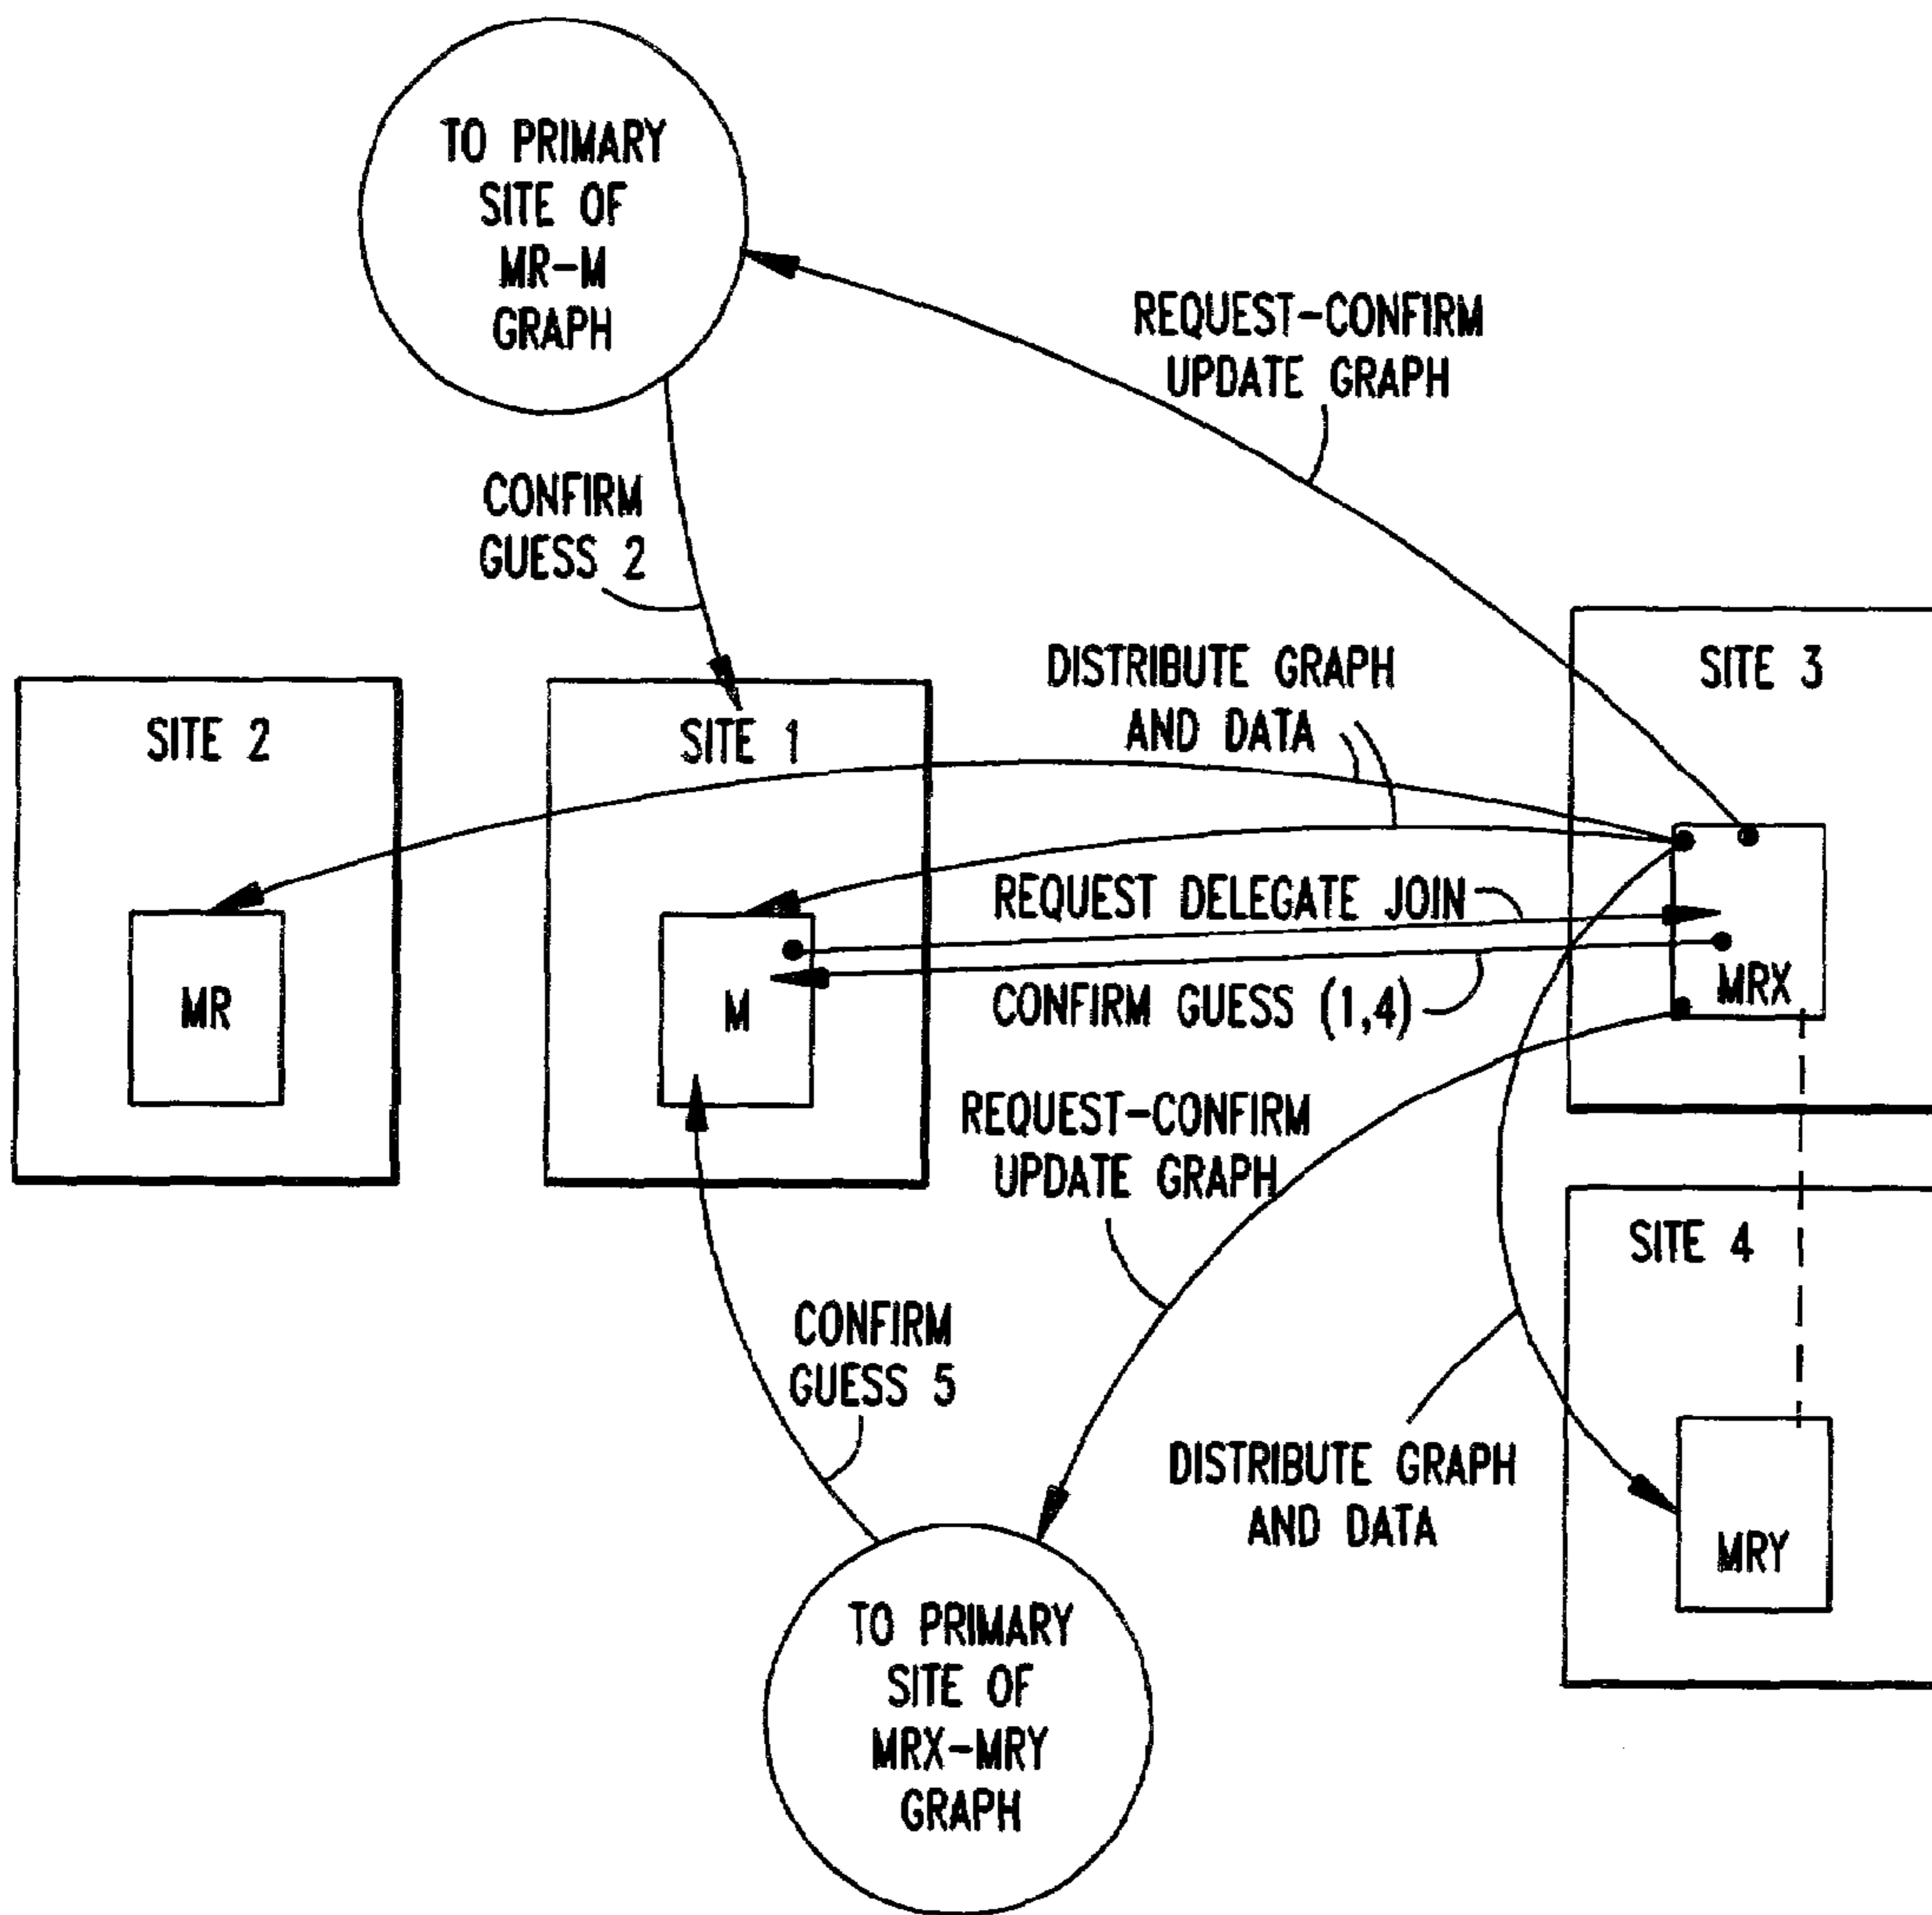 TO PRIMARY
SITE OF
MR-M
GRAPH
REQUEST-CONFIRM
UPDATE GRAPH
CONFIRM
GUESS 2
SITE 2
SITE 1
DISTRIBUTE GRAPH
AND DATA
SITE 3
REQUEST DELEGATE JOIN
MR
M
CONFIRM GUESS (1,4)
MRX
REQUEST-CONFIRM
UPDATE GRAPH
SITE 4
CONFIRM
GUESS 5
DISTRIBUTE GRAPH
AND DATA
MRY
TO PRIMARY
SITE OF
MRX-MRY
GRAPH